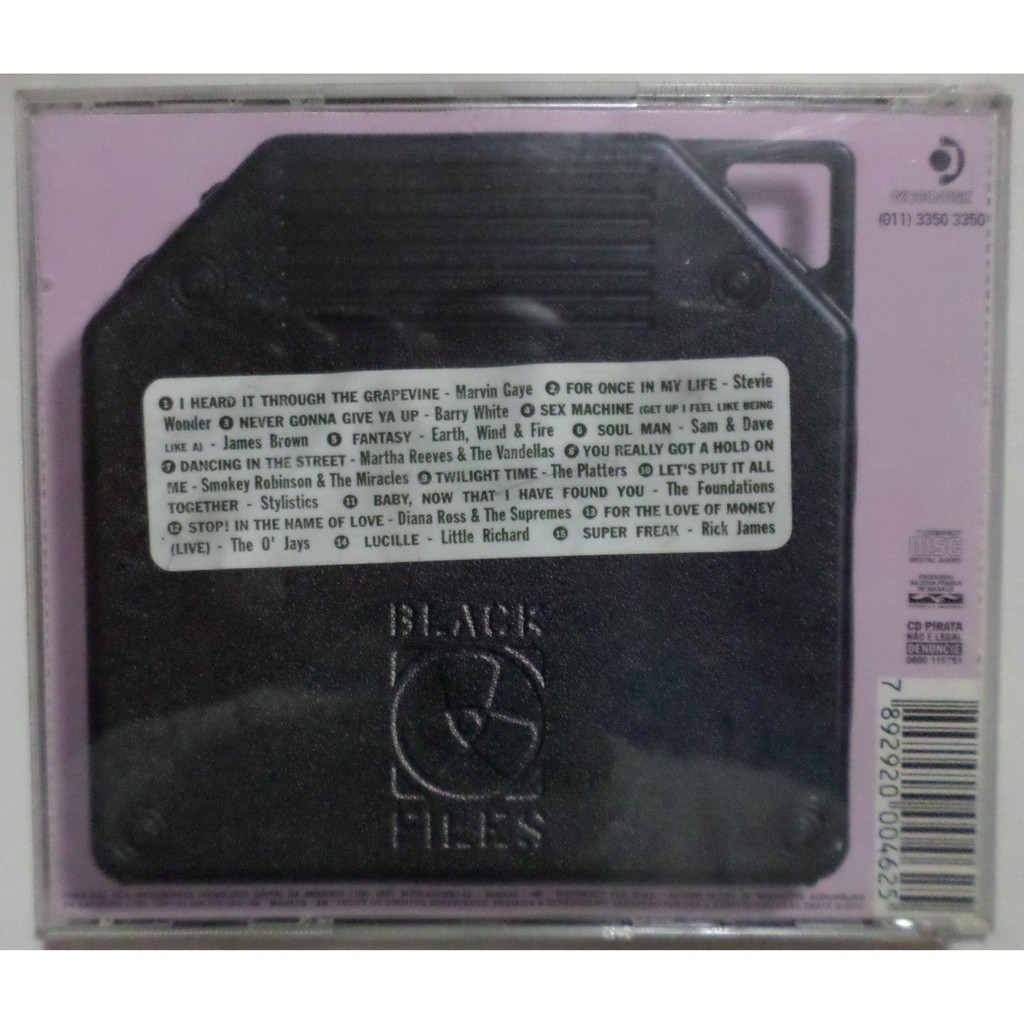 (011) 3350 3350
❶ I HEARD IT THROUGH THE GRAPEVINE - Marvin Gaye ❷ FOR ONCE IN MY LIFE - Stevie
Wonder ❸ NEVER GONNA GIVE YA UP - Barry White ❹ SEX MACHINE (GET UP I FEEL LIKE BEING
LIKE A) - James Brown ❺ FANTASY - Earth, Wind & Fire ❻ SOUL MAN - Sam & Dave
❼ DANCING IN THE STREET - Martha Reeves & The Vandellas ❽ YOU REALLY GOT A HOLD ON
ME - Smokey Robinson & The Miracles ❾ TWILIGHT TIME - The Platters ❿ LET'S PUT IT ALL
TOGETHER - Stylistics ⓫ BABY, NOW THAT I HAVE FOUND YOU - The Foundations
⓬ STOP! IN THE NAME OF LOVE - Diana Ross & The Supremes ⓭ FOR THE LOVE OF MONEY
(LIVE) - The O' Jays ⓮ LUCILLE - Little Richard ⓯ SUPER FREAK - Rick James
BLACK
FILES
COMPACT
disc
DIGITAL AUDIO
CD PIRATA
NÃO É LEGAL
DENUNCIE
0800 115751
7 892920 004625